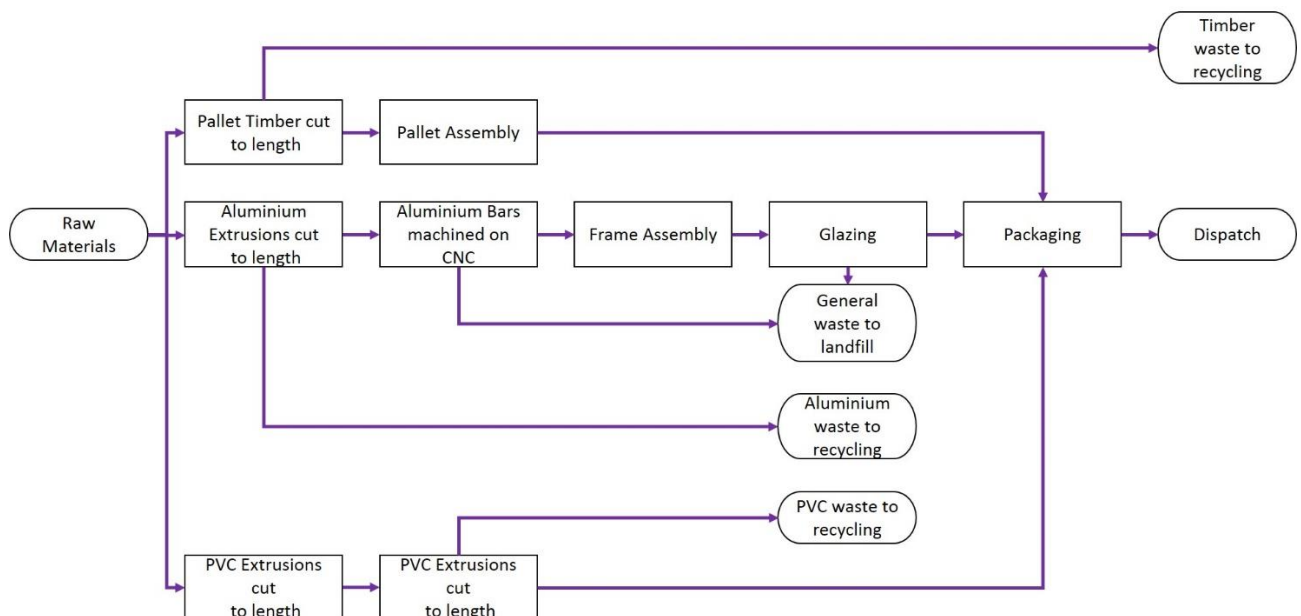 Timber
waste to
recycling
Pallet Timber cut
to length
Pallet Assembly
Raw
Materials
Aluminium
Extrusions cut
to length
Aluminium Bars
machined on
CNC
Frame Assembly
Glazing
Packaging
Dispatch
General
waste to
landfill
Aluminium
waste to
recycling
PVC waste to
recycling
PVC Extrusions
cut
to length
PVC Extrusions
cut
to length